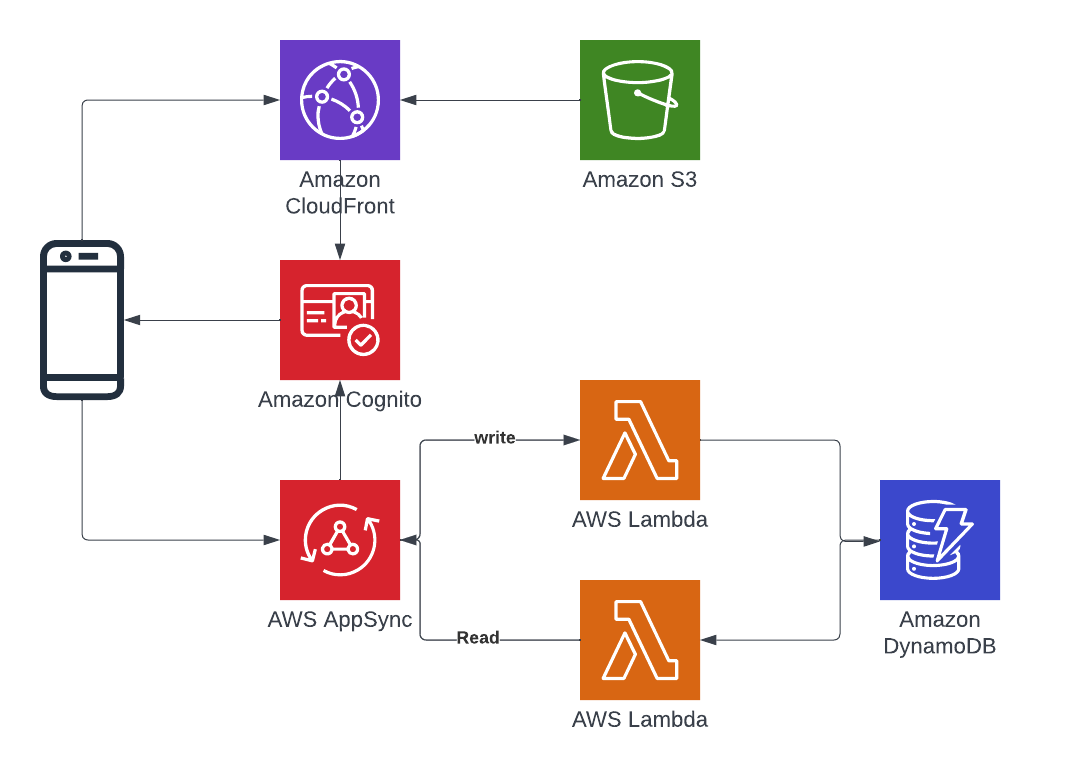 Amazon
CloudFront
Amazon S3
Amazon Cognito
write
AWS Lambda
AWS AppSync
Read
Amazon
DynamoDB
AWS Lambda